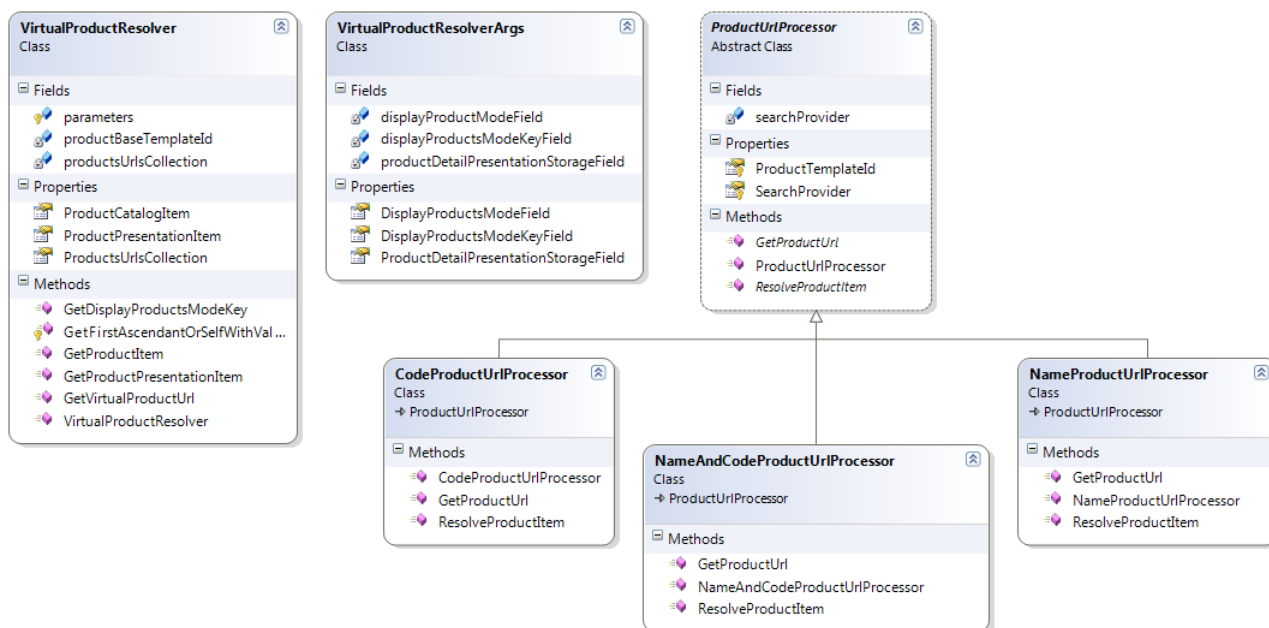 VirtualProductResolver
Class
Fields
parameters
productBaseTemplateId
productsUrlsCollection
Properties
ProductCatalogItem
ProductPresentationItem
ProductsUrlsCollection
Methods
GetDisplayProductsModeKey
GetFirstAscendantOrSelfWithVal ...
GetProductItem
GetProductPresentationItem
GetVirtualProductUrl
VirtualProductResolver
VirtualProductResolverArgs
Class
Fields
displayProductModeField
displayProductsModeKeyField
productDetailPresentationStorageField
Properties
DisplayProductsModeField
DisplayProductsModeKeyField
ProductDetailPresentationStorageField
ProductUrlProcessor
Abstract Class
Fields
searchProvider
Properties
ProductTemplateId
SearchProvider
Methods
GetProductUrl
ProductUrlProcessor
ResolveProductItem
CodeProductUrlProcessor
Class
ProductUrlProcessor
Methods
CodeProductUrlProcessor
GetProductUrl
ResolveProductItem
NameAndCodeProductUrlProcessor
Class
ProductUrlProcessor
Methods
GetProductUrl
NameAndCodeProductUrlProcessor
ResolveProductItem
NameProductUrlProcessor
Class
ProductUrlProcessor
Methods
GetProductUrl
NameProductUrlProcessor
ResolveProductItem